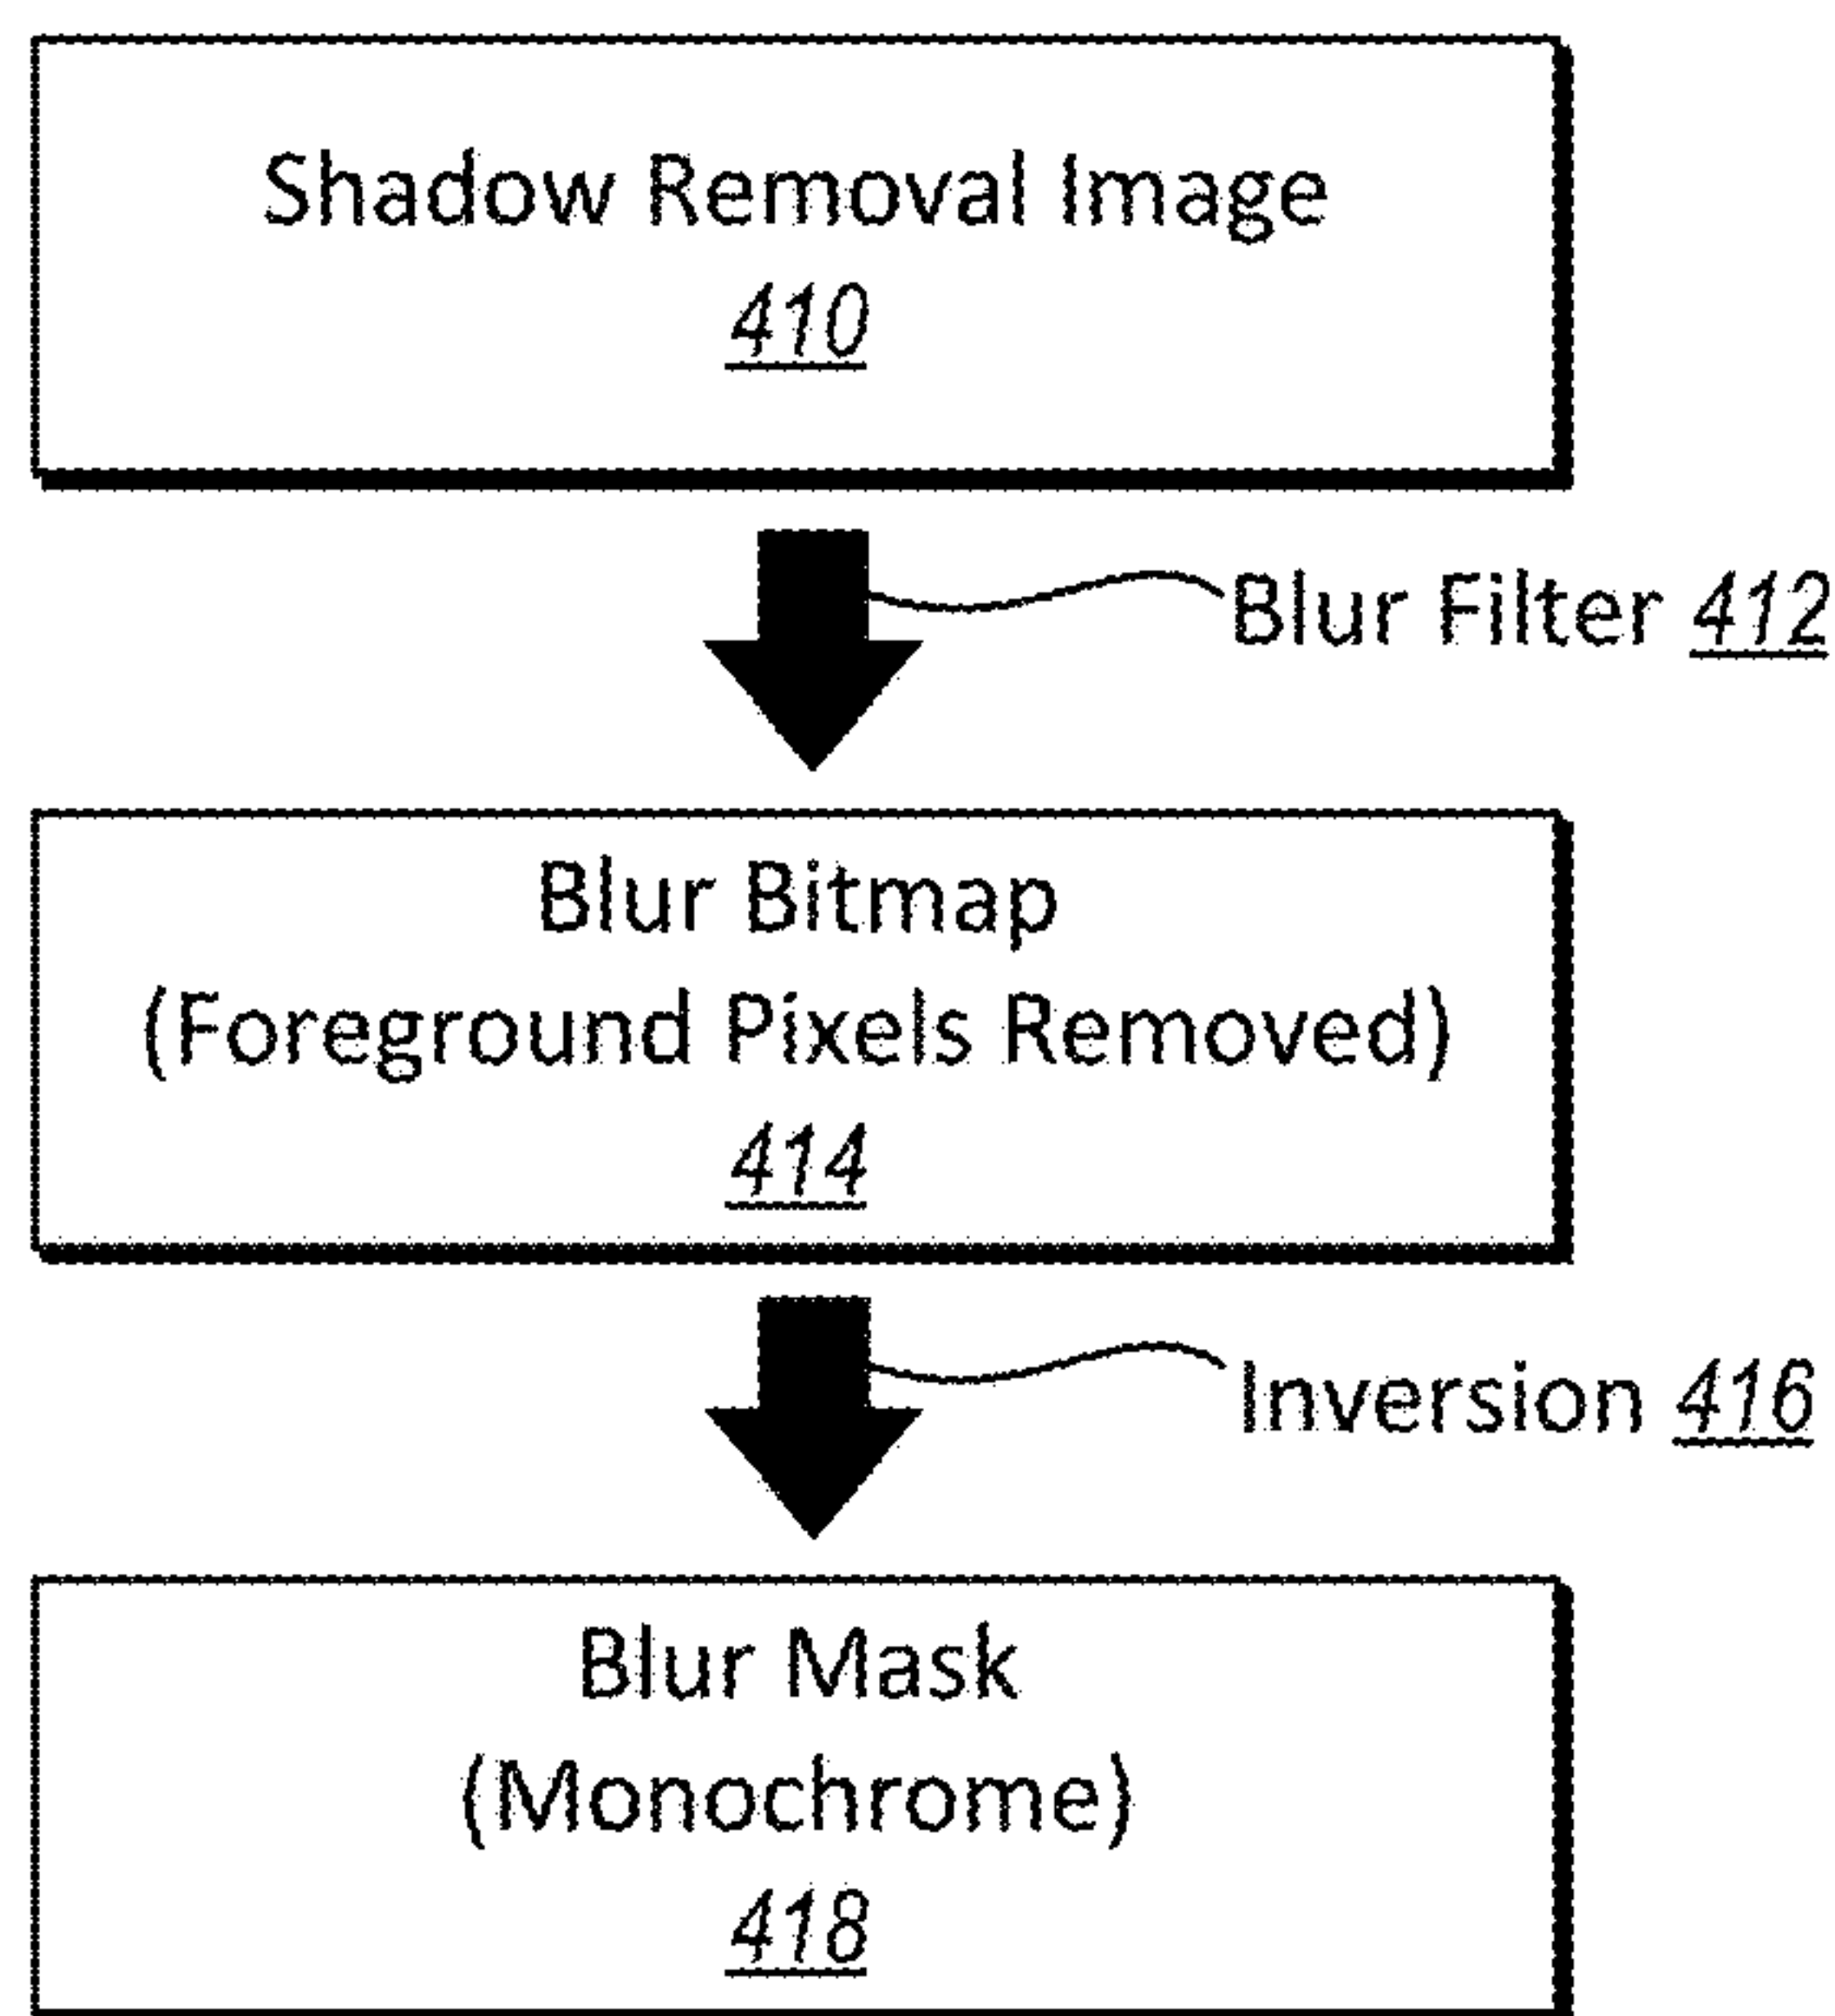 Shadow Removal Image
410
Blur Filter 412
Blur Bitmap
(Foreground Pixels Removed)
414
Inversion 416
Blur Mask
(Monochrome)
418